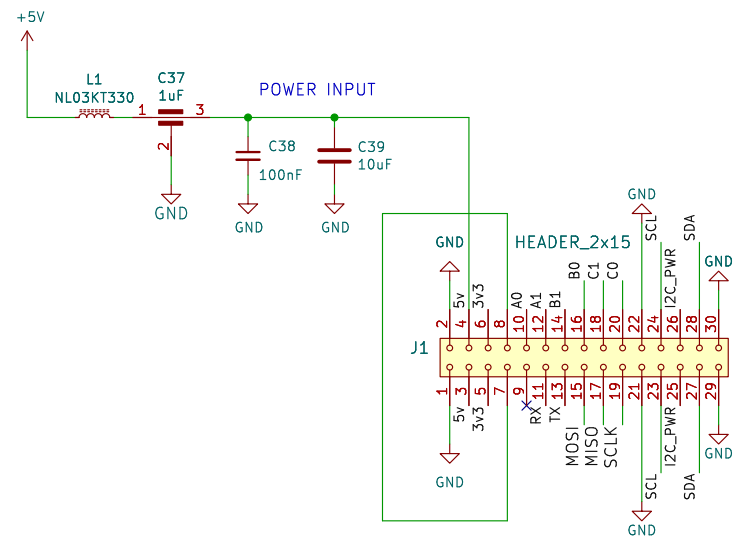 +5V
L1
NL03KT330
C37
1uF
1
3
2
GND
POWER INPUT
C38
100nF
GND
C39
10uF
GND
GND
HEADER_2x15
GND
SCL
SDA
GND
5v
3v3
A0
A1
B1
B0
C1
C0
I2C_PWR
2
4
6
8
10
12
14
16
18
20
22
24
26
28
30
J1
1
3
5
7
9
11
13
15
17
19
21
23
25
27
29
5v
3v3
RX
TX
MOSI
MISO
SCLK
SCL
I2C_PWR
SDA
GND
GND
GND